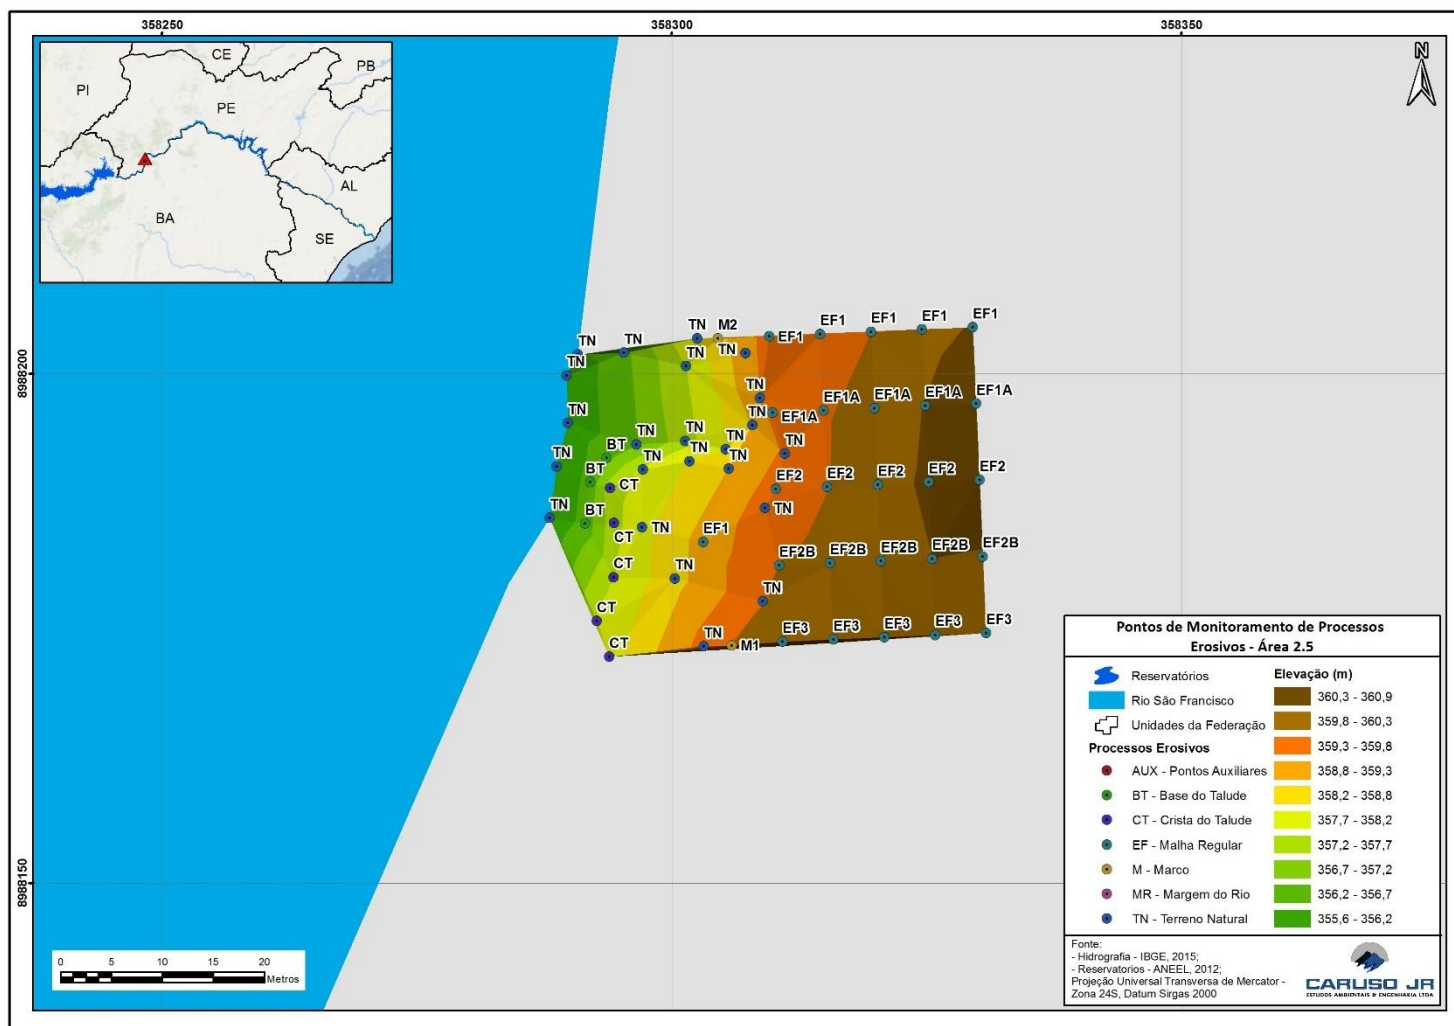 358250 358300 358350
CE
PB
PI
PE
AL
BA
SE
N
8988200
8988150
EF1
EF1
EF1
EF1
TN M2
EF1
TN TN
TN
TN
TN
TN
EF1A
EF1A
EF1A
EF1A
TN
TN
EF1A
TN
TN
TN
TN
BT
TN
TN
TN
TN
TN
BT
CT
EF2
EF2
EF2
EF2
EF2
TN
BT
CT
TN
EF1
TN
EF2B
EF2B
EF2B
EF2B
EF2B
CT
TN
TN
CT
CT
TN
M1
EF3
EF3
EF3
EF3
EF3
Pontos de Monitoramento de Processos
Erosivos - Área 2.5
Reservatórios
Rio São Francisco
Unidades da Federação
Processos Erosivos
AUX - Pontos Auxiliares
BT - Base do Talude
CT - Crista do Talude
EF - Malha Regular
M - Marco
MR - Margem do Rio
TN - Terreno Natural
Elevação (m)
360,3 - 360,9
359,8 - 360,3
359,3 - 359,8
358,8 - 359,3
358,2 - 358,8
357,7 - 358,2
357,2 - 357,7
356,7 - 357,2
356,2 - 356,7
355,6 - 356,2
0 5 10 15 20
Metros
Fonte:
- Hidrografia - IBGE, 2015;
- Reservatorios - ANEEL, 2012;
Projeção Universal Transversa de Mercator -
Zona 24S, Datum Sirgas 2000
CARUSO JR
ESTUDOS AMBIENTAIS & ENGENHARIA LTDA